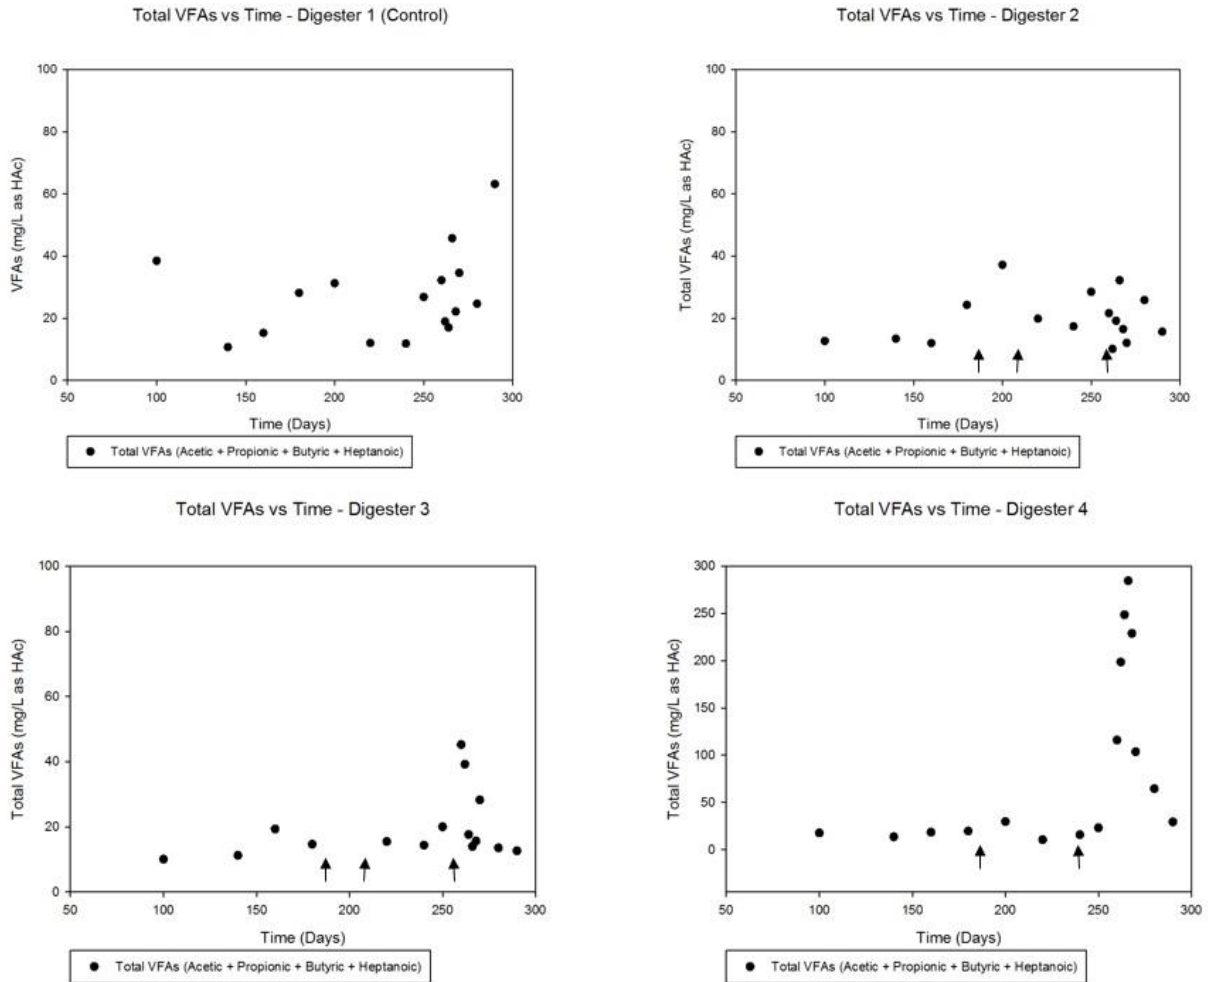 Total VFAs vs Time - Digester 1 (Control)
VFAs (mg/L as HAc)
100
80
60
40
20
0
50 100 150 200 250 300
Time (Days)
Total VFAs (Acetic + Propionic + Butyric + Heptanoic)
Total VFAs vs Time - Digester 2
Total VFAs (mg/L as HAc)
100
80
60
40
20
0
50 100 150 200 250 300
Time (Days)
Total VFAs (Acetic + Propionic + Butyric + Heptanoic)
Total VFAs vs Time - Digester 3
Total VFAs (mg/L as HAc)
100
80
60
40
20
0
50 100 150 200 250 300
Time (Days)
Total VFAs (Acetic + Propionic + Butyric + Heptanoic)
Total VFAs vs Time - Digester 4
Total VFAs (mg/L as HAc)
300
250
200
150
100
50
0
50 100 150 200 250 300
Time (Days)
Total VFAs (Acetic + Propionic + Butyric + Heptanoic)